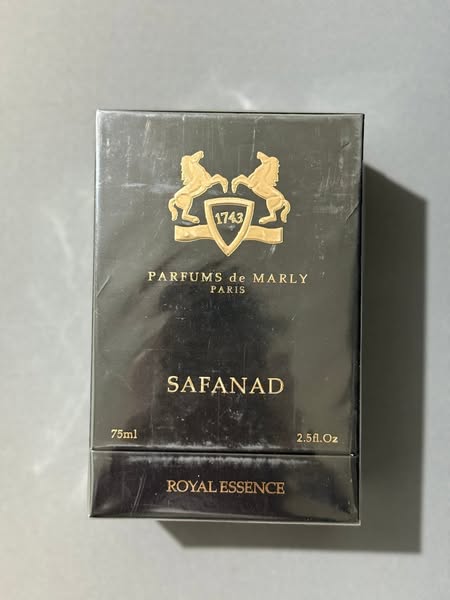 1743
PARFUMS de MARLY
PARIS
SAFANAD
75ml 2.5fl.Oz
ROYAL ESSENCE